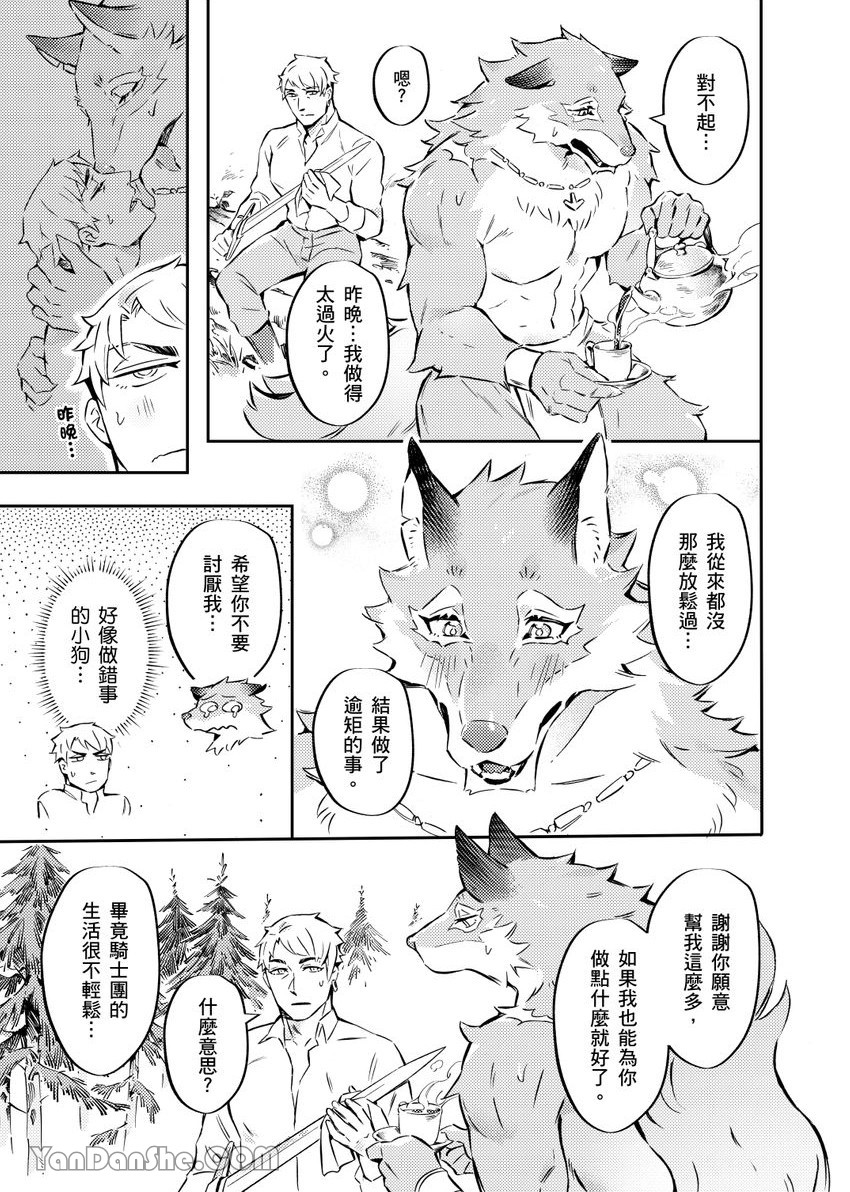 對不起…
嗯?
昨晚…我做得
太過火了。
昨晚…
我從來都沒
那麼放鬆過…
結果做了
逾矩的事。
希望你不要
討厭我…
好像做錯事
的小狗…
謝謝你願意
幫我這麼多,
如果我也能為你
做點什麼就好了。
什麼意思?
畢竟騎士團的
生活很不輕鬆…
YanDanShe.COM